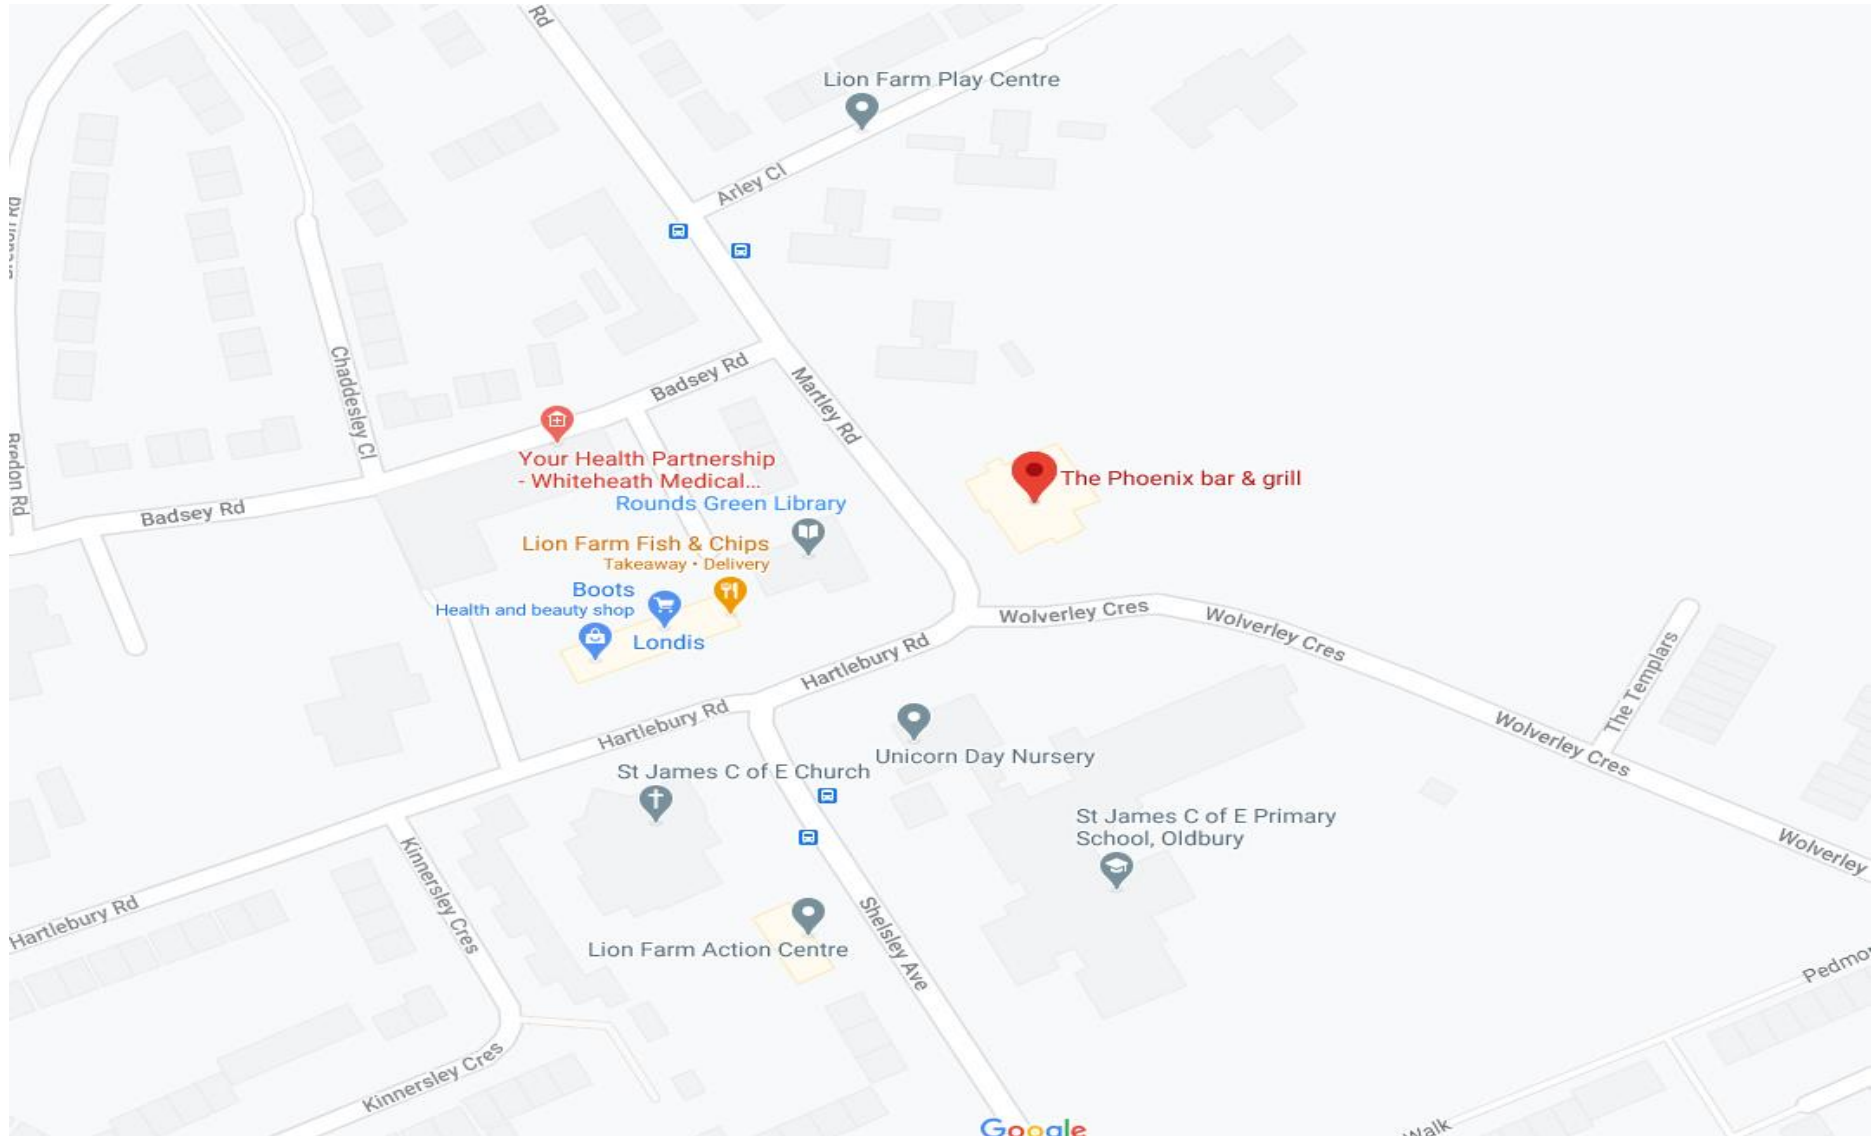 Rd
Lion Farm Play Centre
Arley Cl
Chaddesley Cl
Badsey Rd
Martley Rd
Bredon Rd
Your Health Partnership
- Whiteheath Medical...
The Phoenix bar & grill
Rounds Green Library
Badsey Rd
Lion Farm Fish & Chips
Takeaway • Delivery
Boots
Health and beauty shop
Londis
Wolverley Cres
Wolverley Cres
Hartlebury Rd
The Templars
Hartlebury Rd
Wolverley Cres
Unicorn Day Nursery
St James C of E Church
St James C of E Primary
School, Oldbury
Wolverley
Kinnersley Cres
Hartlebury Rd
Shelsley Ave
Lion Farm Action Centre
Pedmo
Kinnersley Cres
Google
Walk